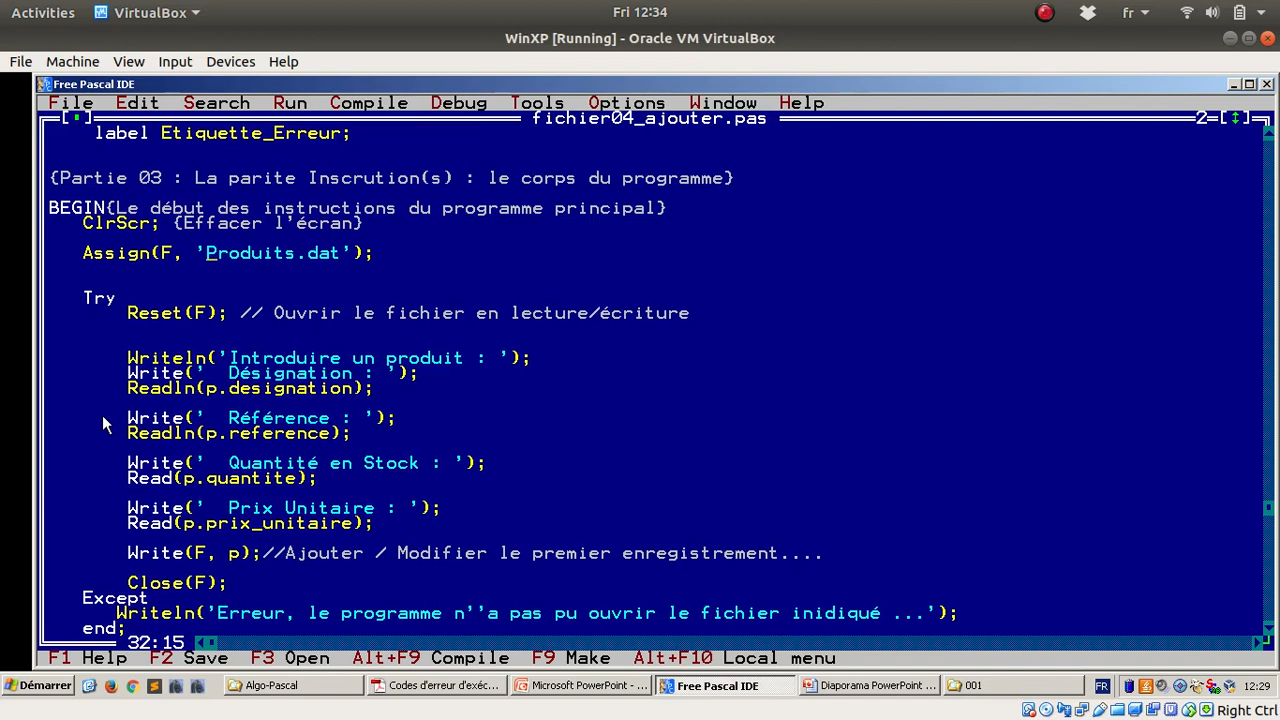 Activities VirtualBox Fri 12:34 fr
WinXP [Running] - Oracle VM VirtualBox
File Machine View Input Devices Help
Free Pascal IDE
File Edit Search Run Compile Debug Tools Options Window Help
fichier04_ajouter.pas 2
label Etiquette_Erreur;
{Partie 03 : La parite Inscrution(s) : le corps du programme}
BEGIN{Le début des instructions du programme principal}
ClrScr; {Effacer l'écran}
Assign(F, 'Produits.dat');
Try
Reset(F); // Ouvrir le fichier en lecture/écriture
Writeln('Introduire un produit : ');
Write('  Désignation : ');
Readln(p.designation);
Write('  Référence : ');
Readln(p.reference);
Write('  Quantité en Stock : ');
Read(p.quantite);
Write('  Prix Unitaire : ');
Read(p.prix_unitaire);
Write(F, p);//Ajouter / Modifier le premier enregistrement....
Close(F);
Except
Writeln('Erreur, le programme n''a pas pu ouvrir le fichier inidiqué ...');
end;
32:15
F1 Help F2 Save F3 Open Alt+F9 Compile F9 Make Alt+F10 Local menu
Démarrer Algo-Pascal Codes d'erreur d'exéc... Microsoft PowerPoint - ... Free Pascal IDE Diaporama PowerPoint ... 001 FR 12:29
Right Ctrl